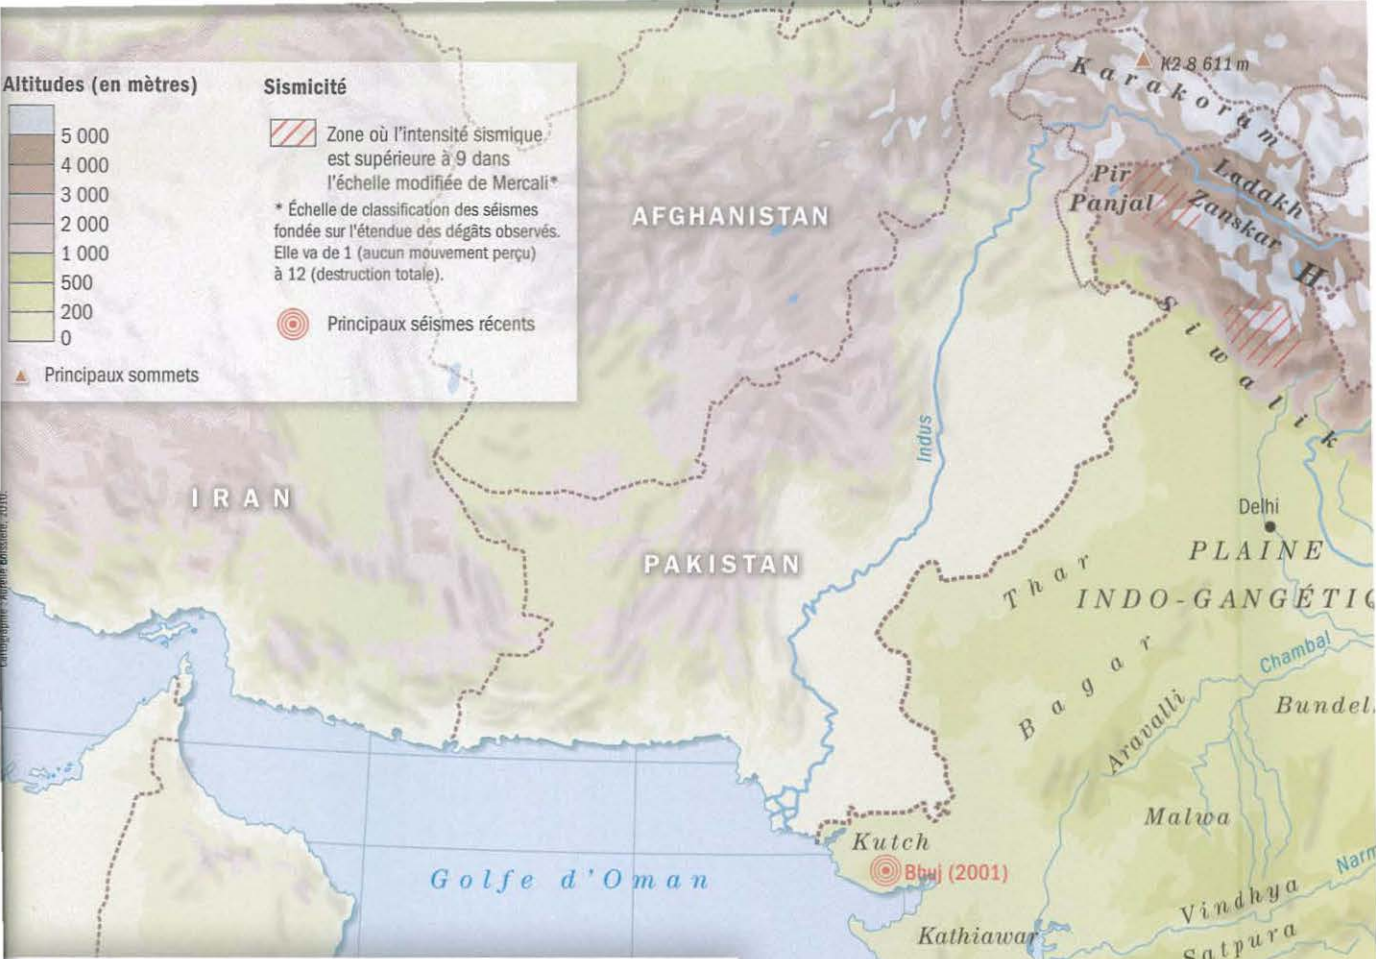 Altitudes (en mètres)
5 000
4 000
3 000
2 000
1 000
500
200
0
Principaux sommets
Sismicité
Zone où l'intensité sismique
est supérieure à 9 dans
l'échelle modifiée de Mercali*
* Échelle de classification des séismes
fondée sur l'étendue des dégâts observés.
Elle va de 1 (aucun mouvement perçu)
à 12 (destruction totale).
Principaux séismes récents
K2 8 611 m
Karakoram
Pir
Panjal
Ladakh
Zanskar
H
Siwalik
AFGHANISTAN
Indus
IRAN
PAKISTAN
Delhi
PLAINE
INDO-GANGÉTIQ
Thar
Bagar
Aravalli
Chambal
Bundel
Malwa
Kutch
Bhuj (2001)
Golfe d'Oman
Kathiawar
Vindhya
Narm
Satpura